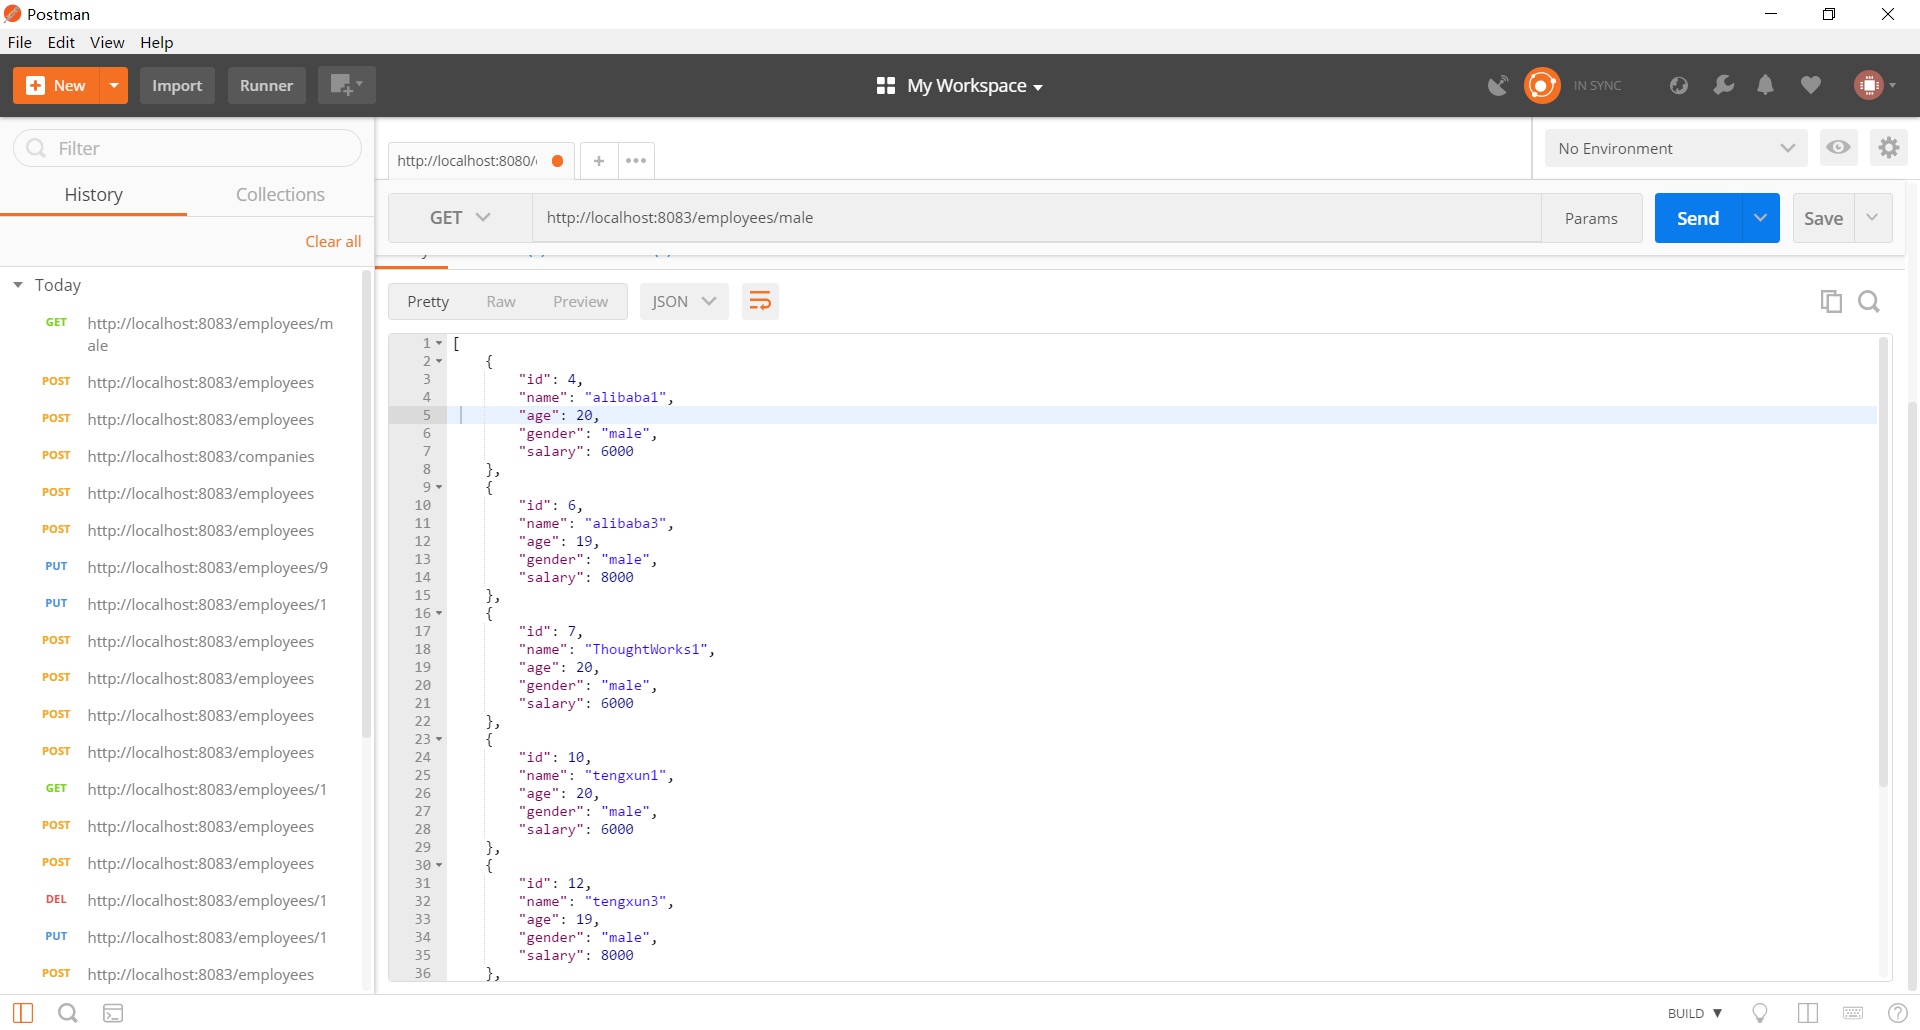 Postman
File Edit View Help
New Import Runner My Workspace IN SYNC
Filter
History Collections
Clear all
Today
GET http://localhost:8083/employees/m
ale
POST http://localhost:8083/employees
POST http://localhost:8083/employees
POST http://localhost:8083/companies
POST http://localhost:8083/employees
POST http://localhost:8083/employees
PUT http://localhost:8083/employees/9
PUT http://localhost:8083/employees/1
POST http://localhost:8083/employees
POST http://localhost:8083/employees
POST http://localhost:8083/employees
POST http://localhost:8083/employees
GET http://localhost:8083/employees/1
POST http://localhost:8083/employees
POST http://localhost:8083/employees
DEL http://localhost:8083/employees/1
PUT http://localhost:8083/employees/1
POST http://localhost:8083/employees
http://localhost:8080/
No Environment
GET http://localhost:8083/employees/male Params Send Save
Pretty Raw Preview JSON
1 [
2 {
3 "id": 4,
4 "name": "alibaba1",
5 "age": 20,
6 "gender": "male",
7 "salary": 6000
8 },
9 {
10 "id": 6,
11 "name": "alibaba3",
12 "age": 19,
13 "gender": "male",
14 "salary": 8000
15 },
16 {
17 "id": 7,
18 "name": "ThoughtWorks1",
19 "age": 20,
20 "gender": "male",
21 "salary": 6000
22 },
23 {
24 "id": 10,
25 "name": "tengxun1",
26 "age": 20,
27 "gender": "male",
28 "salary": 6000
29 },
30 {
31 "id": 12,
32 "name": "tengxun3",
33 "age": 19,
34 "gender": "male",
35 "salary": 8000
36 },
BUILD